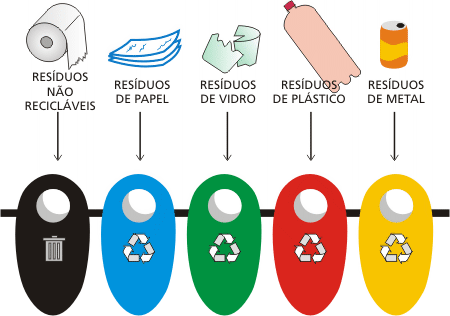 RESÍDUOS
NÃO
RECICLÁVEIS
RESÍDUOS
DE PAPEL
RESÍDUOS
DE VIDRO
RESÍDUOS
DE PLÁSTICO
RESÍDUOS
DE METAL